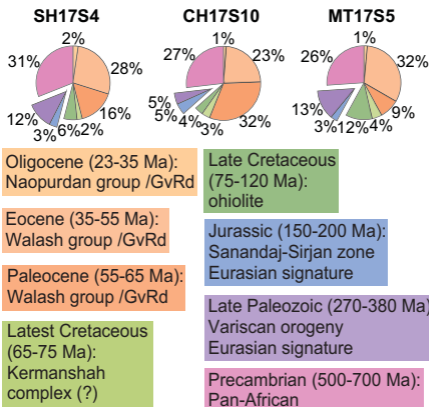 SH17S4 CH17S10 MT17S5
2% 1% 1%
31% 28% 27% 23% 26% 32%
12% 16% 5% 13% 9%
3% 6% 2% 5% 4% 3% 32% 3% 12% 4%
Oligocene (23-35 Ma):
Naopurdan group /GvRd
Eocene (35-55 Ma):
Walash group /GvRd
Paleocene (55-65 Ma):
Walash group /GvRd
Latest Cretaceous
(65-75 Ma):
Kermanshah
complex (?)
Late Cretaceous
(75-120 Ma):
ohiolite
Jurassic (150-200 Ma):
Sanandaj-Sirjan zone
Eurasian signature
Late Paleozoic (270-380 Ma)
Variscan orogeny
Eurasian signature
Precambrian (500-700 Ma):
Pan-African